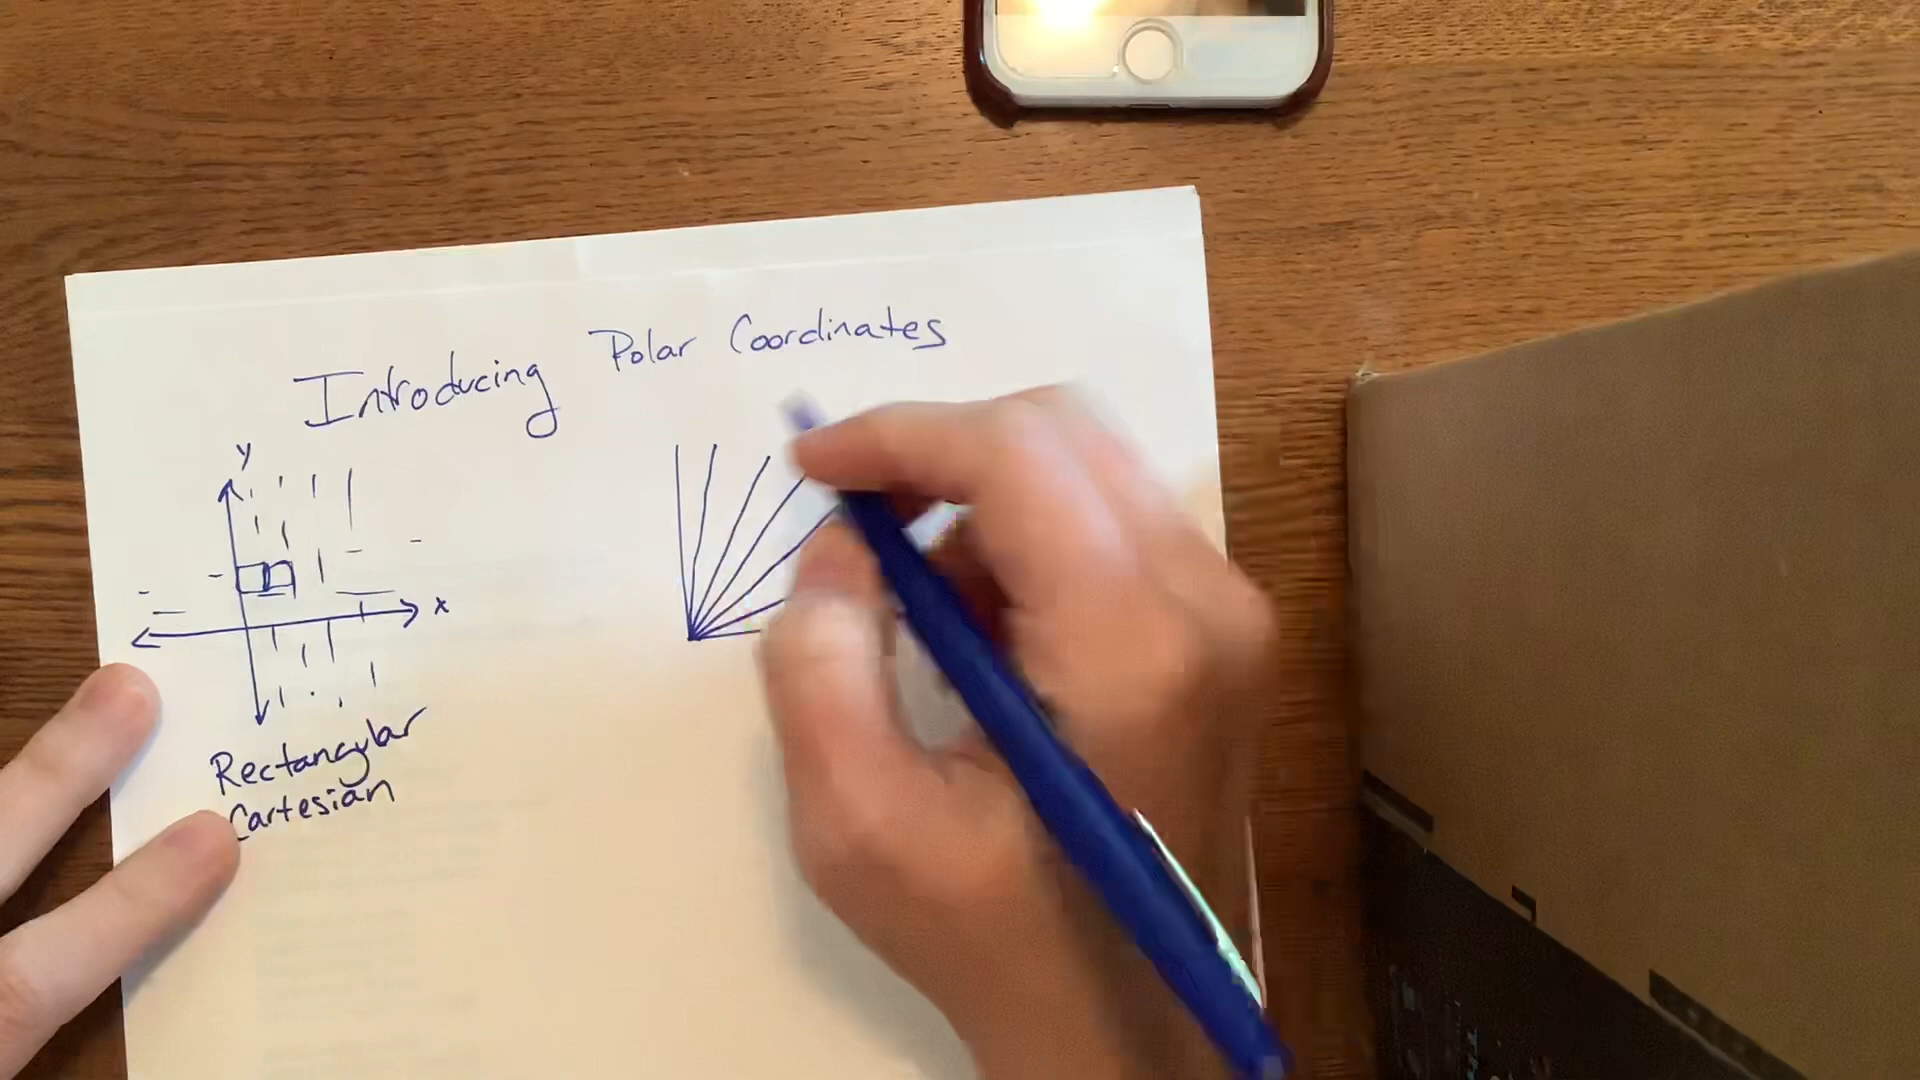 Introducing Polar Coordinates
y
x
Rectangular
Cartesian